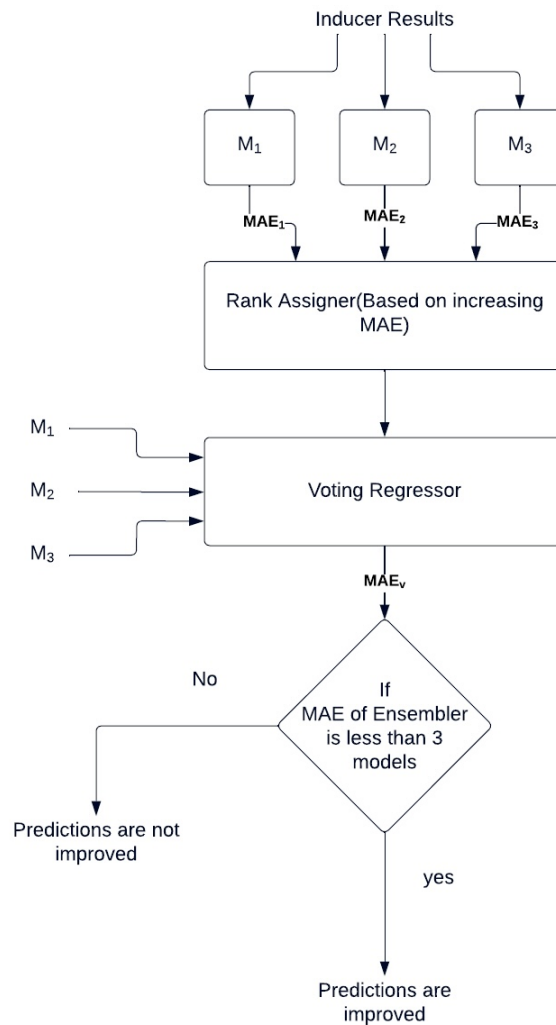 Inducer Results
M₁
M₂
M₃
MAE₁
MAE₂
MAE₃
Rank Assigner(Based on increasing
MAE)
M₁
M₂
M₃
Voting Regressor
MAEᵥ
No
If
MAE of Ensembler
is less than 3
models
Predictions are not
improved
yes
Predictions are
improved